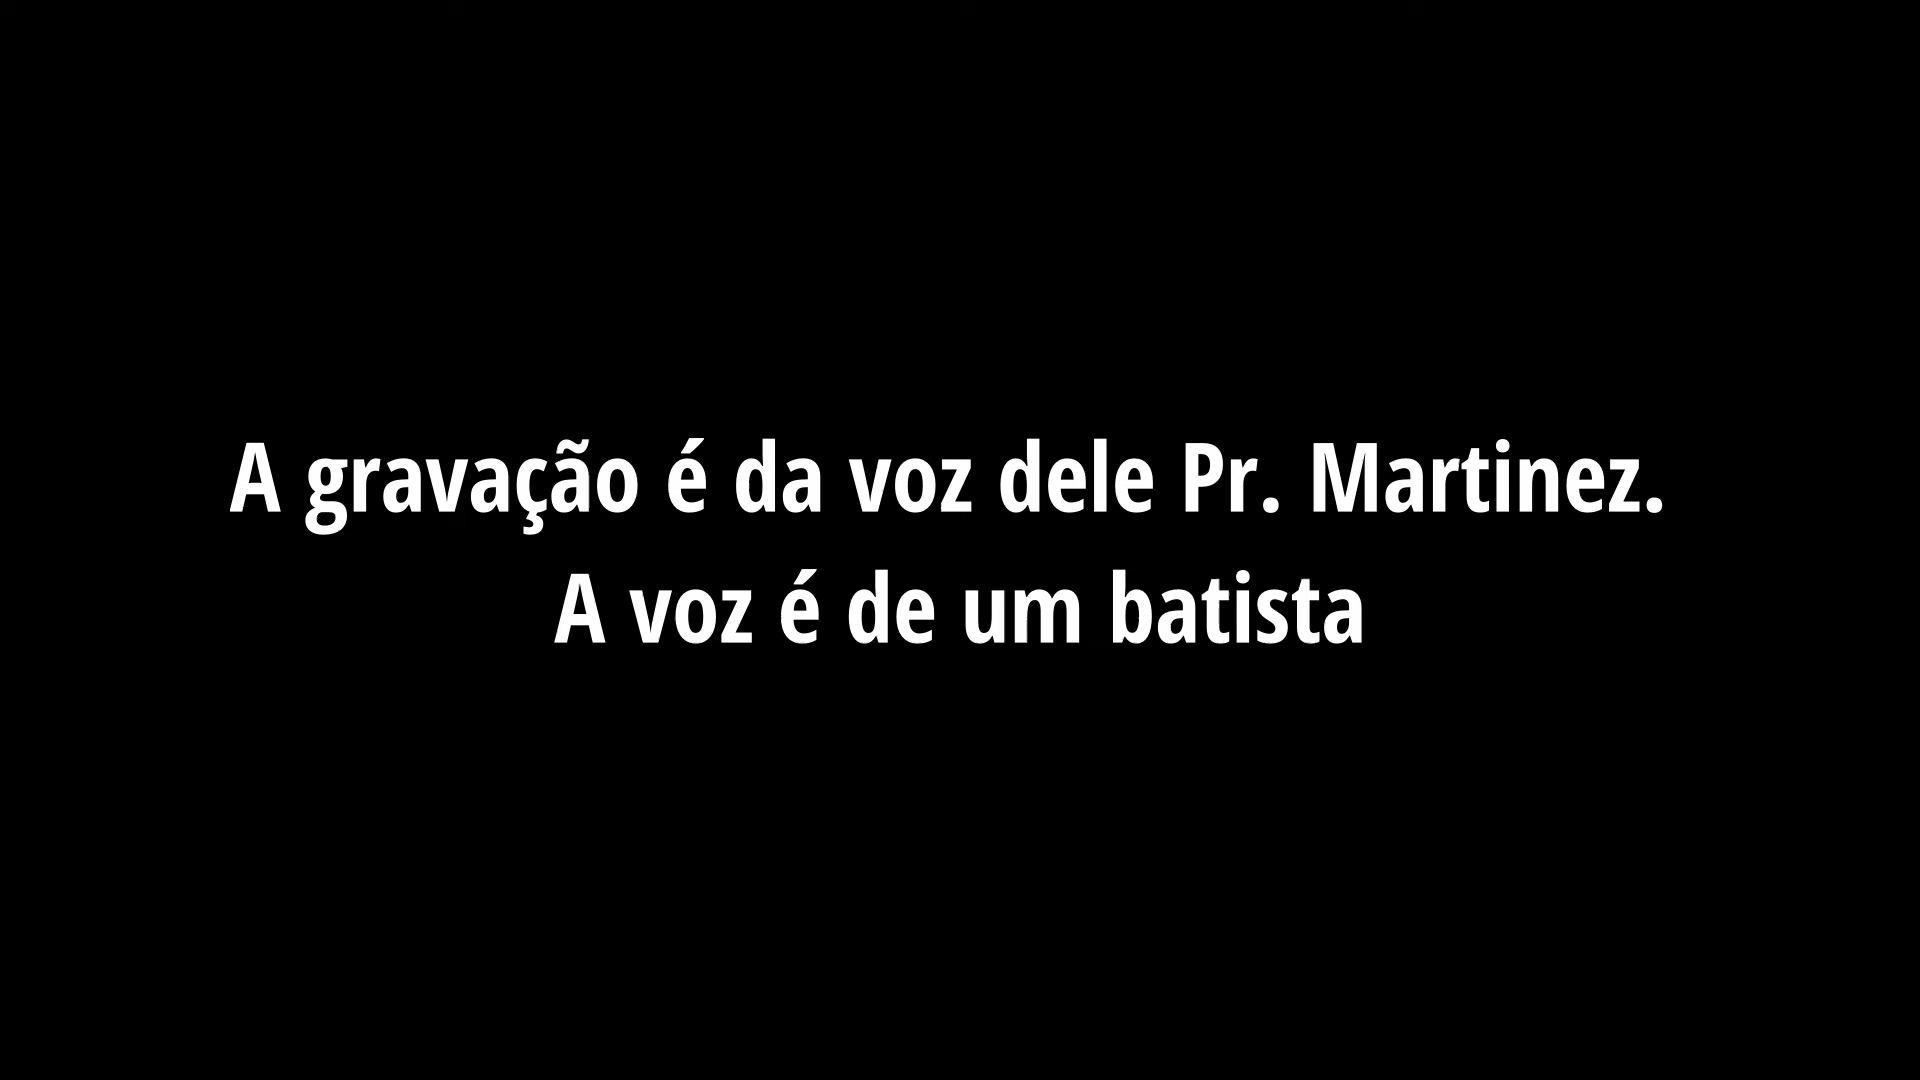 A gravação é da voz dele Pr. Martinez.
A voz é de um batista